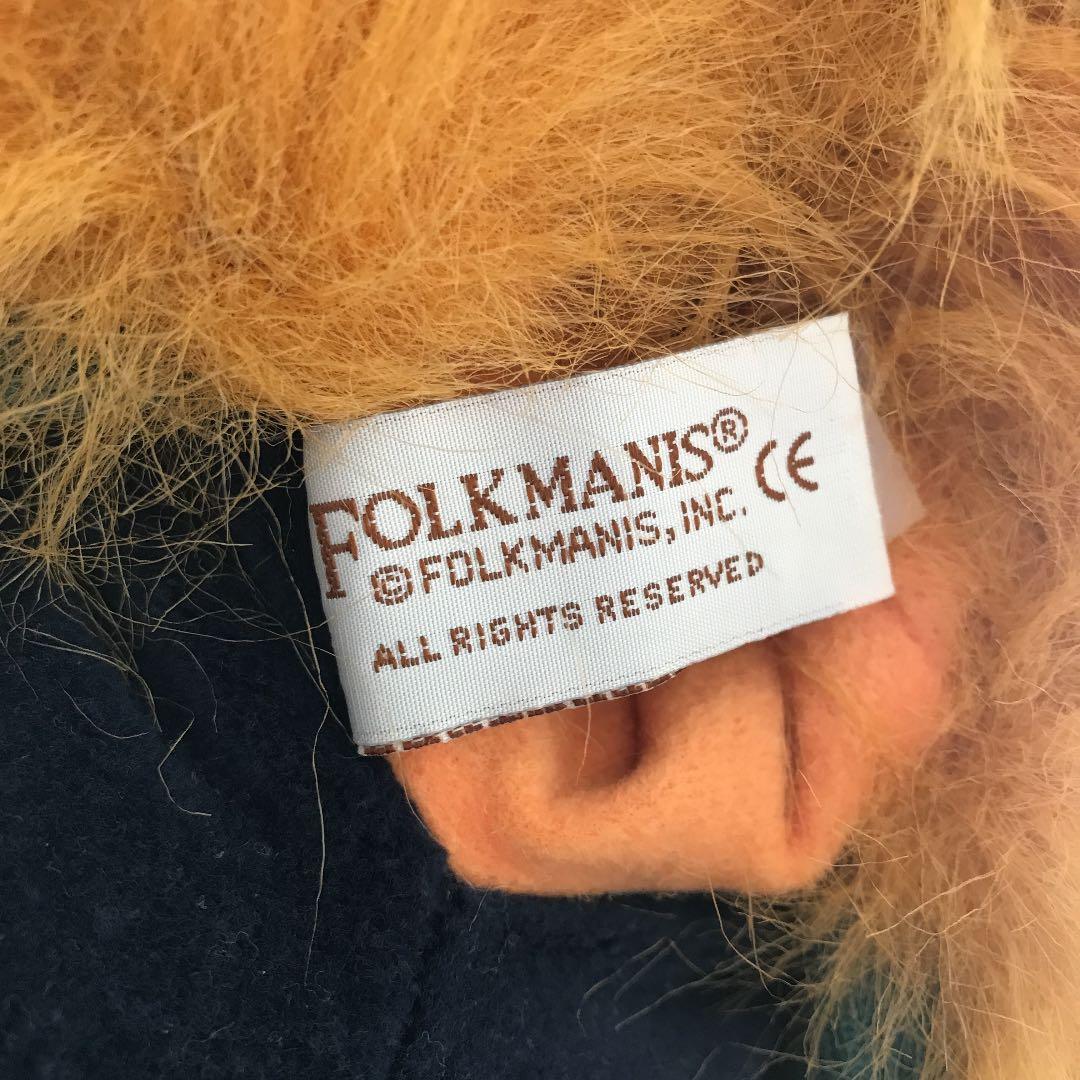 FOLKMANIS®
©FOLKMANIS, INC. CE
ALL RIGHTS RESERVED